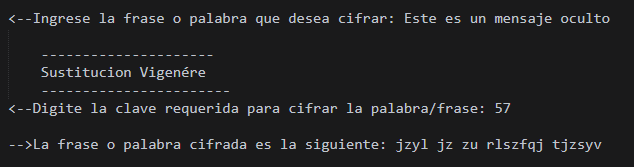 <--Ingrese la frase o palabra que desea cifrar: Este es un mensaje oculto
--------------------
Sustitucion Vigenére
----------------------
<--Digite la clave requerida para cifrar la palabra/frase: 57
-->La frase o palabra cifrada es la siguiente: jzyl jz zu rlszfqj tjzsyv